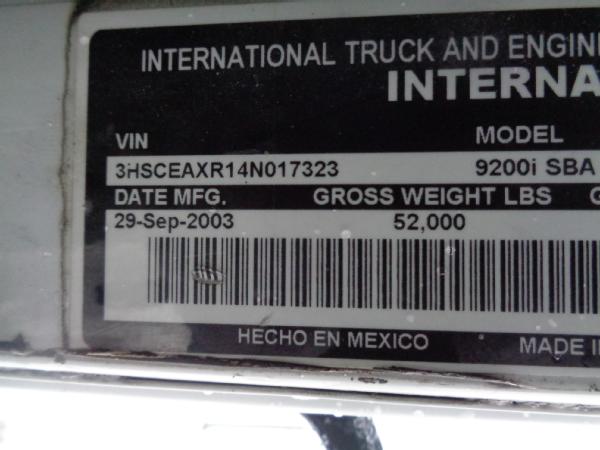 INTERNATIONAL TRUCK AND ENGINE
INTERNA
VIN MODEL
3HSCEAXR14N017323 9200i SBA
DATE MFG. GROSS WEIGHT LBS G
29-Sep-2003 52,000
HECHO EN MEXICO MADE I